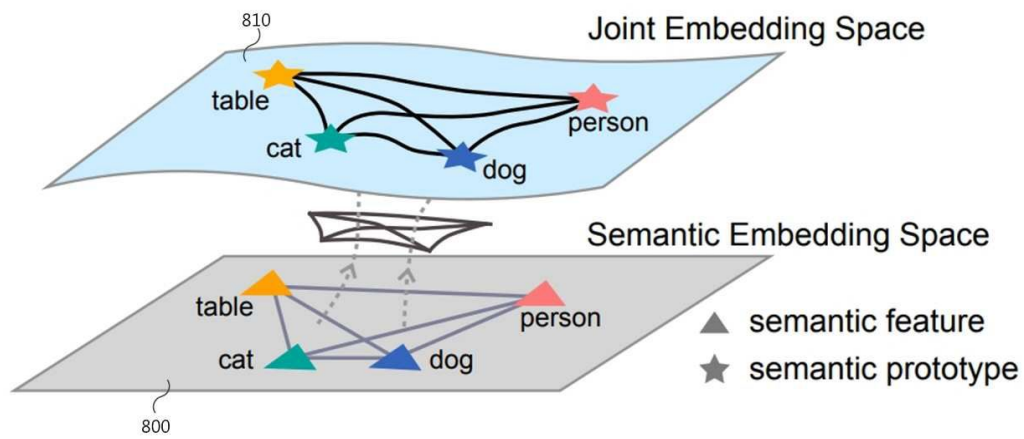 810
Joint Embedding Space
table
person
cat
dog
Semantic Embedding Space
table
person
semantic feature
cat
dog
semantic prototype
800